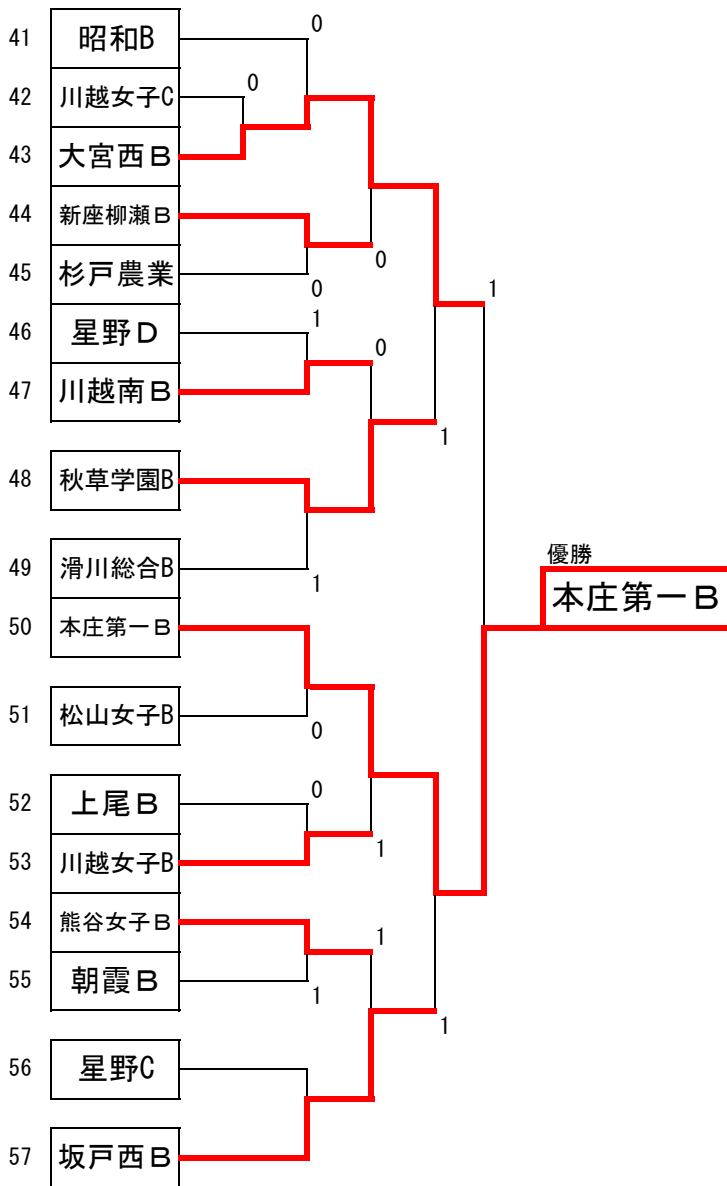 41 昭和B
0
42 川越女子C
0
43 大宮西B
44 新座柳瀬B
0
45 杉戸農業
0
1
46 星野D
1
0
47 川越南B
1
48 秋草学園B
49 滑川総合B
1
優勝
本庄第一B
50 本庄第一B
51 松山女子B
0
52 上尾B
0
53 川越女子B
1
54 熊谷女子B
1
55 朝霞B
1
1
56 星野C
57 坂戸西B